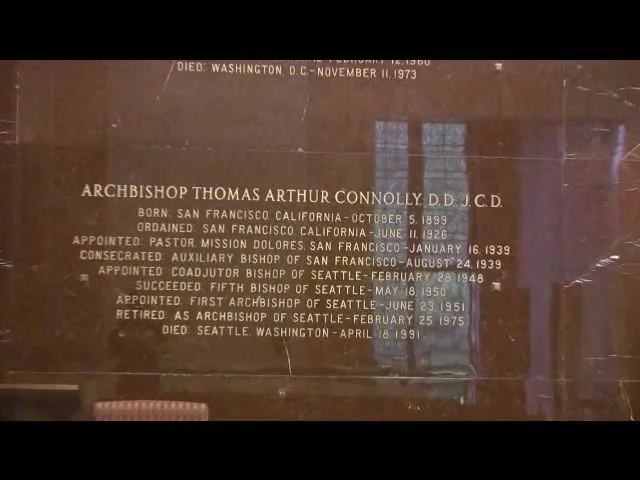 FEBRUARY 12, 1960
DIED: WASHINGTON, D.C. – NOVEMBER 11, 1973
ARCHBISHOP THOMAS ARTHUR CONNOLLY, D.D. J.C.D.
BORN: SAN FRANCISCO, CALIFORNIA – OCTOBER 5, 1899
ORDAINED: SAN FRANCISCO, CALIFORNIA – JUNE 11, 1926
APPOINTED: PASTOR, MISSION DOLORES, SAN FRANCISCO – JANUARY 16, 1939
CONSECRATED: AUXILIARY BISHOP OF SAN FRANCISCO – AUGUST 24, 1939
APPOINTED: COADJUTOR BISHOP OF SEATTLE – FEBRUARY 28, 1948
SUCCEEDED: FIFTH BISHOP OF SEATTLE – MAY 18, 1950
APPOINTED: FIRST ARCHBISHOP OF SEATTLE – JUNE 23, 1951
RETIRED: AS ARCHBISHOP OF SEATTLE – FEBRUARY 25, 1975
DIED: SEATTLE, WASHINGTON – APRIL 18, 1991